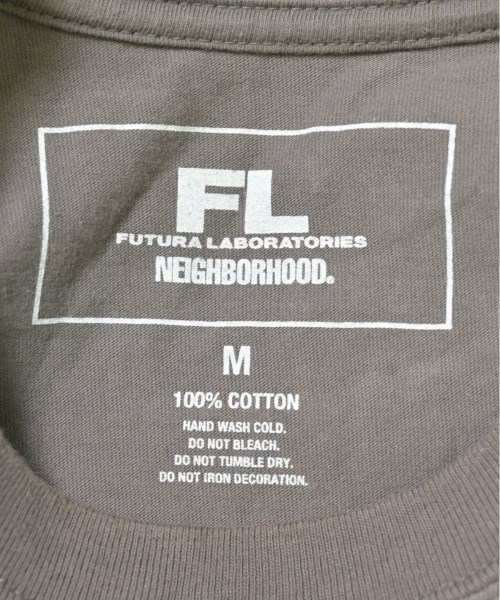 FL
FUTURA LABORATORIES
NEIGHBORHOOD.
M
100% COTTON
HAND WASH COLD.
DO NOT BLEACH.
DO NOT TUMBLE DRY.
DO NOT IRON DECORATION.